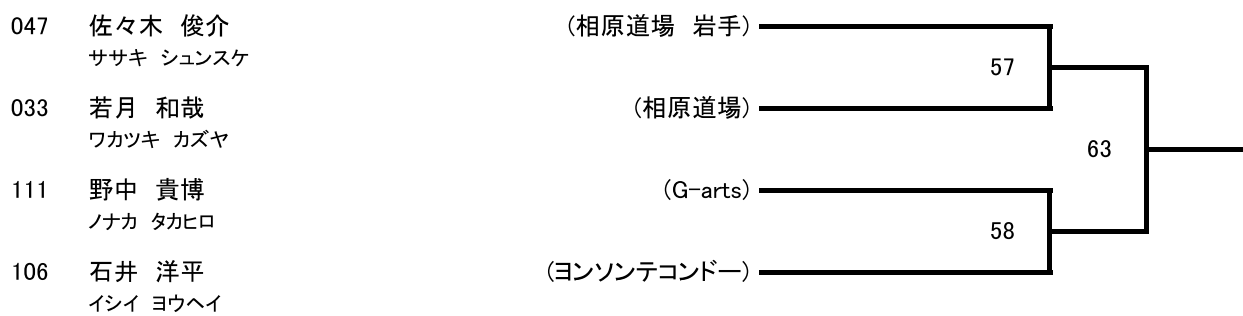 047 佐々木 俊介 (相原道場 岩手)
ササキ シュンスケ
57
033 若月 和哉 (相原道場)
ワカツキ カズヤ
63
111 野中 貴博 (G-arts)
ノナカ タカヒロ
58
106 石井 洋平 (ヨンソンテコンドー)
イシイ ヨウヘイ